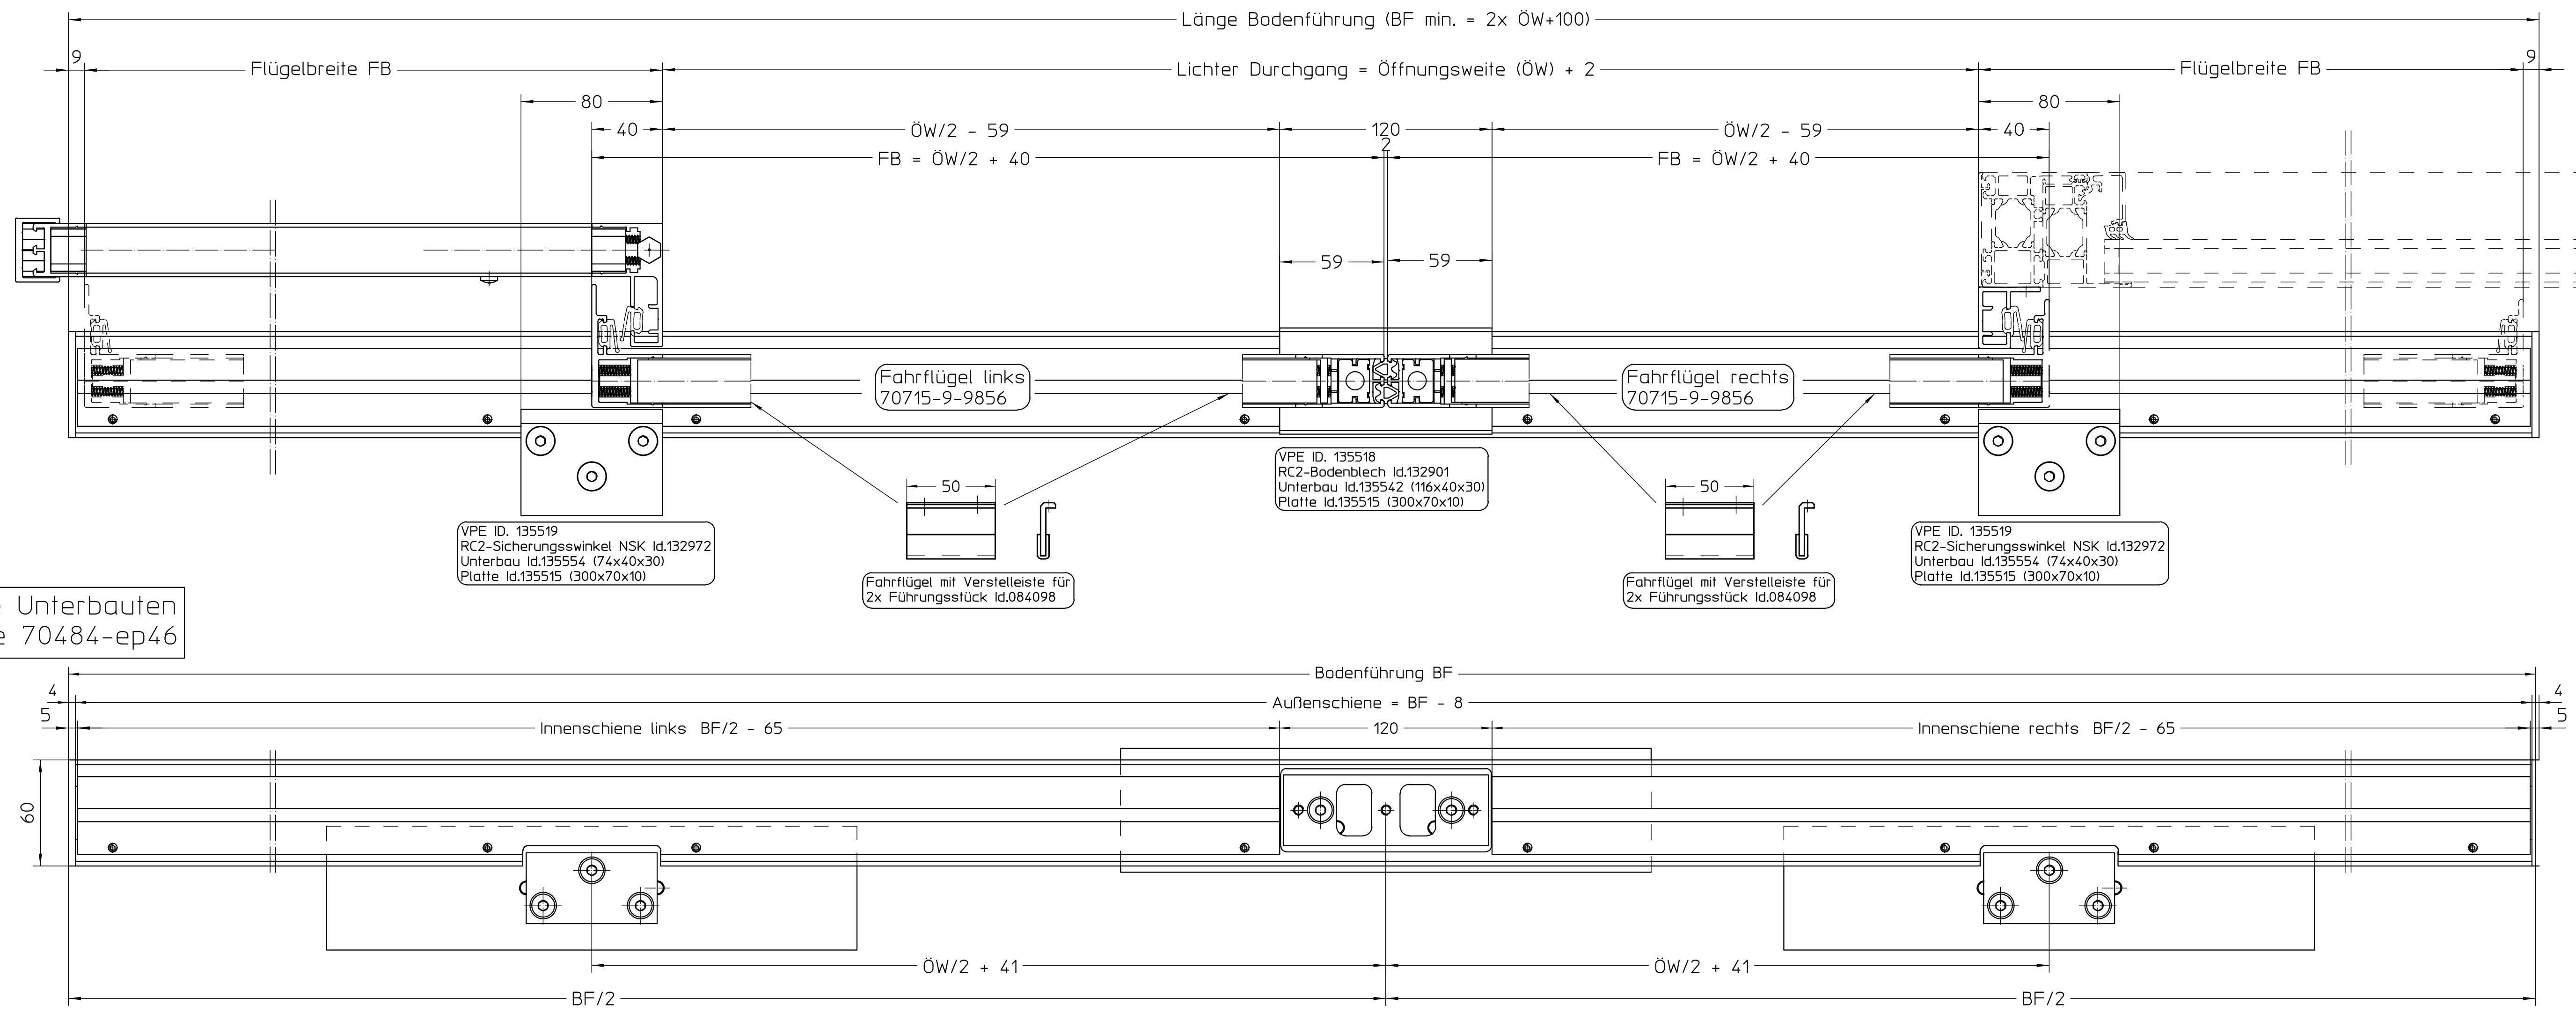 Länge Bodenführung (BF min. = 2x ÖW+100)
9
Flügelbreite FB
Lichter Durchgang = Öffnungsweite (ÖW) + 2
Flügelbreite FB
9
80
80
40
ÖW/2 - 59
120
ÖW/2 - 59
40
2
FB = ÖW/2 + 40
FB = ÖW/2 + 40
59
59
Fahrflügel links
70715-9-9856
Fahrflügel rechts
70715-9-9856
VPE ID. 135518
RC2-Bodenblech Id.132901
Unterbau Id.135542 (116x40x30)
Platte Id.135515 (300x70x10)
50
50
VPE ID. 135519
RC2-Sicherungsswinkel NSK Id.132972
Unterbau Id.135554 (74x40x30)
Platte Id.135515 (300x70x10)
VPE ID. 135519
RC2-Sicherungsswinkel NSK Id.132972
Unterbau Id.135554 (74x40x30)
Platte Id.135515 (300x70x10)
Fahrflügel mit Verstelleiste für
2x Führungsstück Id.084098
Fahrflügel mit Verstelleiste für
2x Führungsstück Id.084098
Unterbauten
e 70484-ep46
Bodenführung BF
4
Außenschiene = BF - 8
4
5
Innenschiene links BF/2 - 65
120
Innenschiene rechts BF/2 - 65
5
60
ÖW/2 + 41
ÖW/2 + 41
BF/2
BF/2